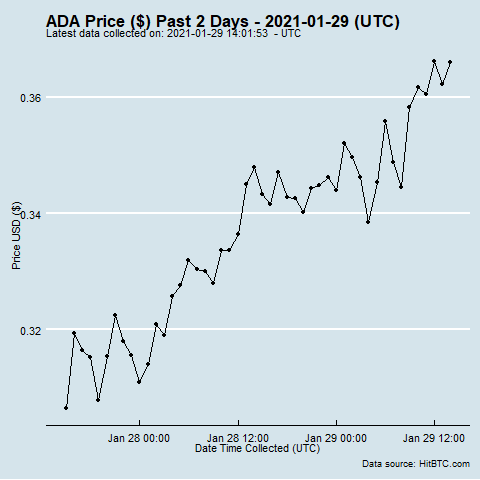 ADA Price ($) Past 2 Days - 2021-01-29 (UTC)
Latest data collected on: 2021-01-29 14:01:53 - UTC
0.36
0.34
0.32
Price USD ($)
Jan 28 00:00
Jan 28 12:00
Jan 29 00:00
Jan 29 12:00
Date Time Collected (UTC)
Data source: HitBTC.com